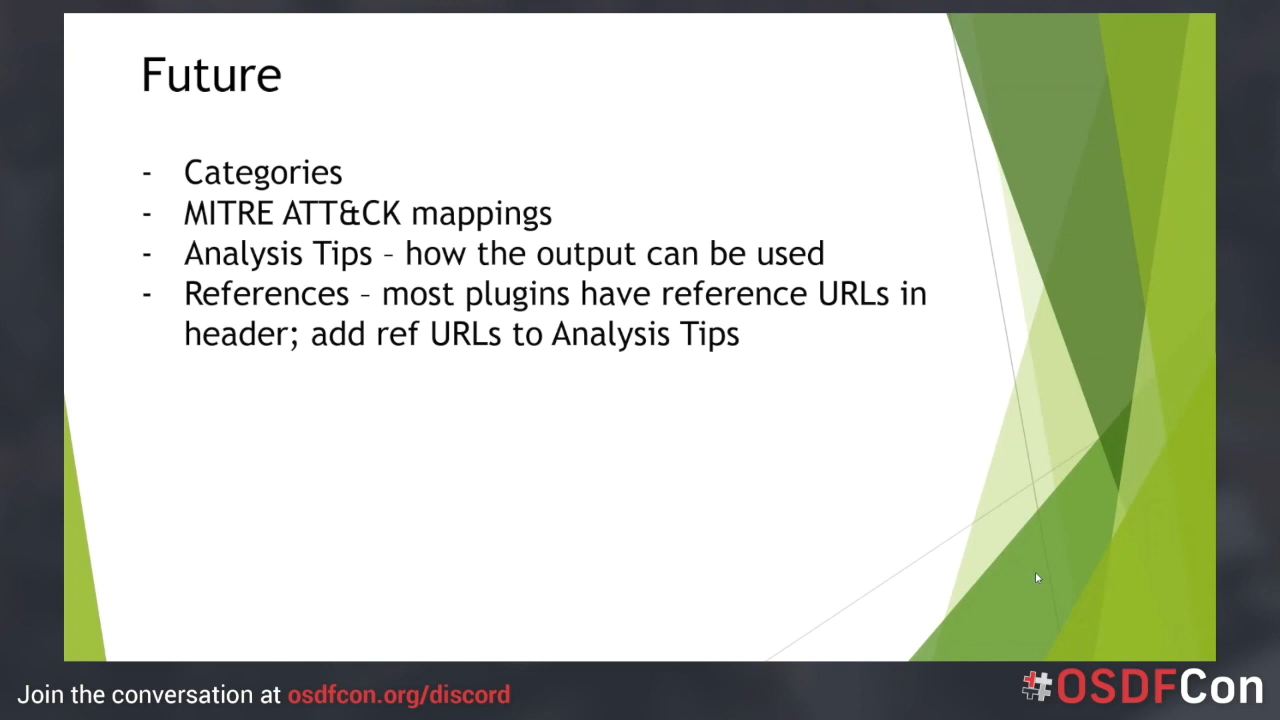 Future
- Categories
- MITRE ATT&CK mappings
- Analysis Tips – how the output can be used
- References – most plugins have reference URLs in
header; add ref URLs to Analysis Tips
Join the conversation at osdfcon.org/discord
#OSDFCon